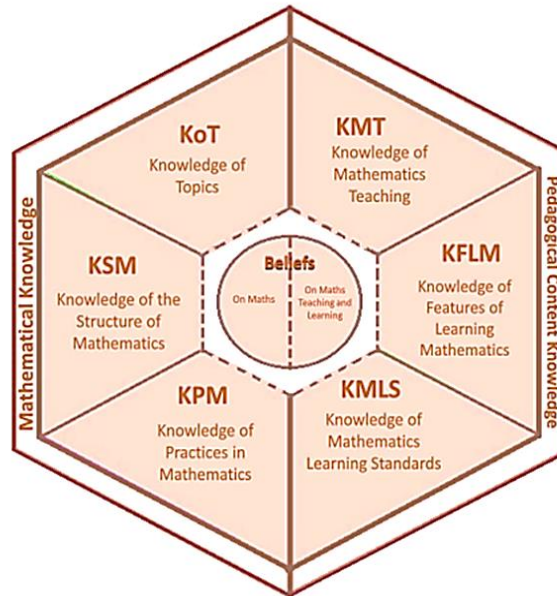 KoT
Knowledge of
Topics
KMT
Knowledge of
Mathematics
Teaching
Mathematical Knowledge
KSM
Knowledge of the
Structure of
Mathematics
Beliefs
On Maths
On Maths
Teaching and
Learning
KFLM
Knowledge of
Features of
Learning
Mathematics
Pedagogical Content Knowledge
KPM
Knowledge of
Practices in
Mathematics
KMLS
Knowledge of
Mathematics
Learning Standards